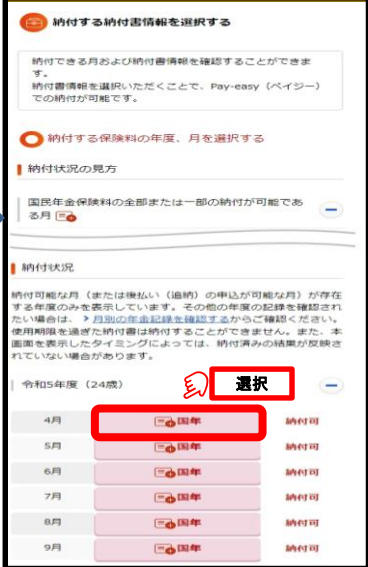 納付する納付書情報を選択する
納付できる月および納付書情報を確認することができま
す。
納付書情報を選択いただくことで、Pay-easy（ペイジー）
での納付が可能です。
納付する保険料の年度、月を選択する
納付状況の見方
国民年金保険料の全部または一部の納付が可能であ
る月
納付状況
納付可能な月（または後払い（追納）の申込が可能な月）が存在
する年度のみを表示しています。その他の年度の記録を確認され
たい場合は、 > 月別の年金記録を確認するからご確認ください。
使用期限を過ぎた納付書は納付することができません。また、本
画面を表示したタイミングによっては、納付済みの結果が反映さ
れていない場合があります。
令和5年度（24歳） 選択
4月 国年 納付可
5月 国年 納付可
6月 国年 納付可
7月 国年 納付可
8月 国年 納付可
9月 国年 納付可